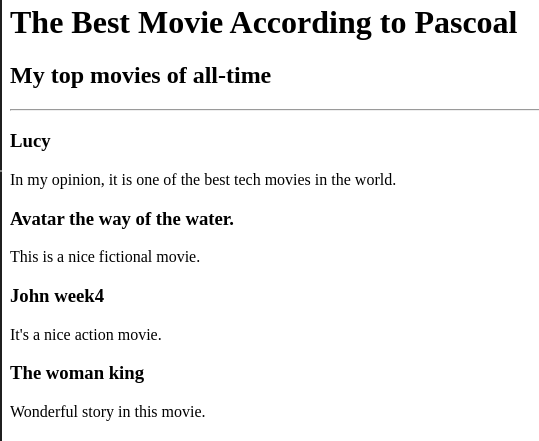 The Best Movie According to Pascoal
My top movies of all-time
Lucy
In my opinion, it is one of the best tech movies in the world.
Avatar the way of the water.
This is a nice fictional movie.
John week4
It's a nice action movie.
The woman king
Wonderful story in this movie.